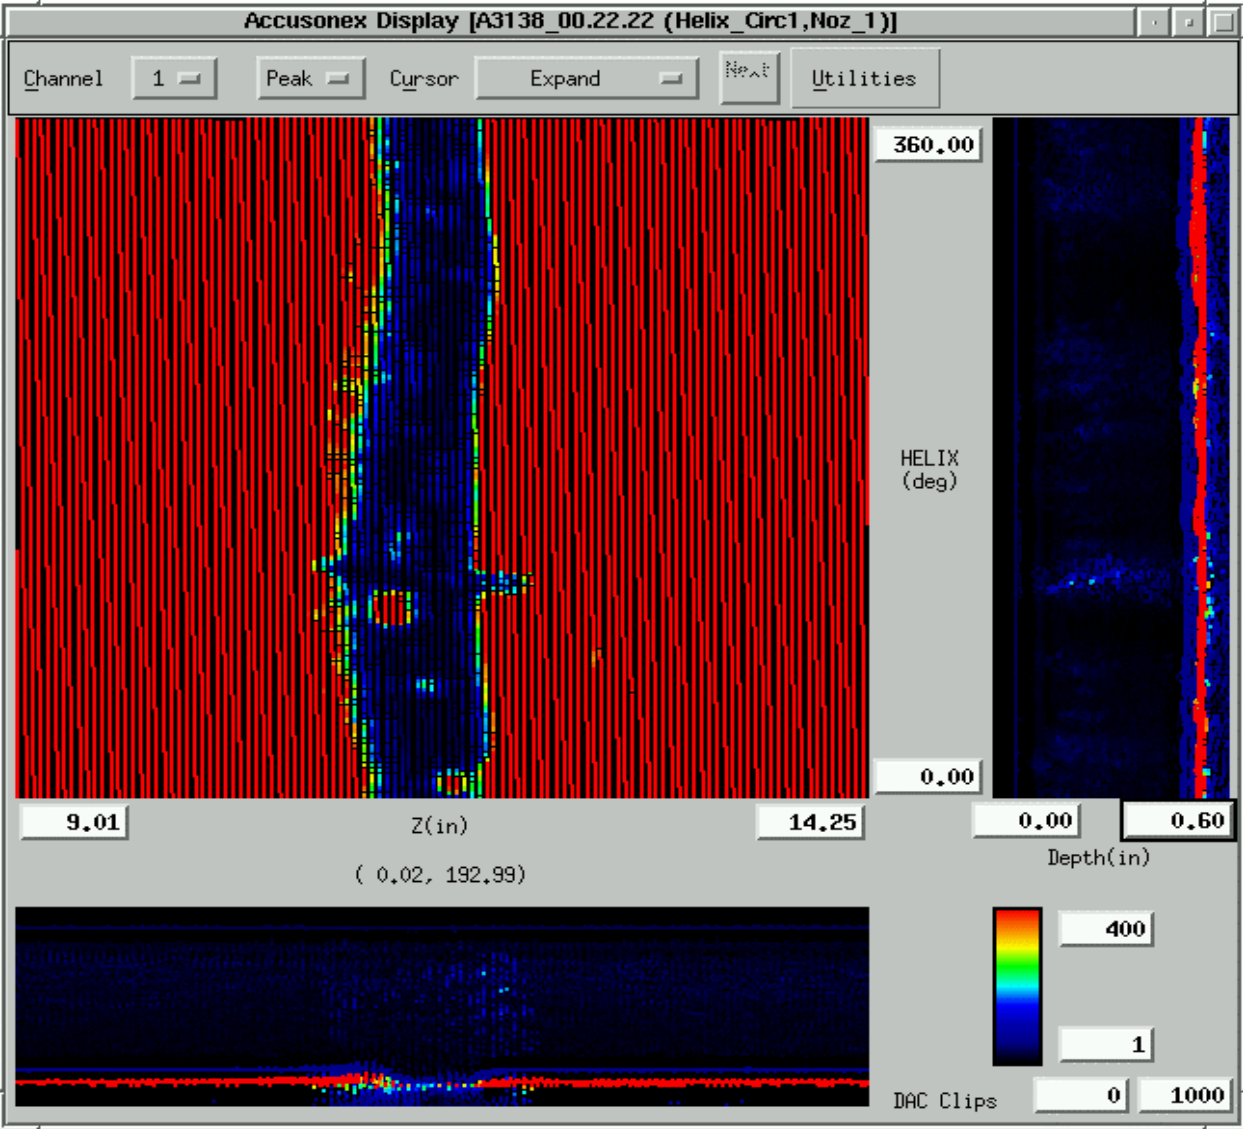 Accusonex Display [A3138_00.22.22 (Helix_Circ1,Noz_1)]
Channel 1 Peak Cursor Expand Next Utilities
360.00
HELIX
(deg)
0.00
9.01 Z(in) 14.25 0.00 0.60
Depth(in)
( 0.02, 192.99)
400
1
DAC Clips 0 1000